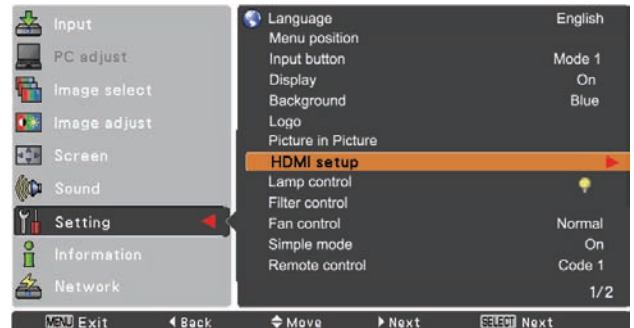 Input
PC adjust
Image select
Image adjust
Screen
Sound
Setting
Information
Network
Language English
Menu position
Input button Mode 1
Display On
Background Blue
Logo
Picture in Picture
HDMI setup
Lamp control
Filter control
Fan control Normal
Simple mode On
Remote control Code 1
1/2
MENU Exit Back Move Next SELECT Next